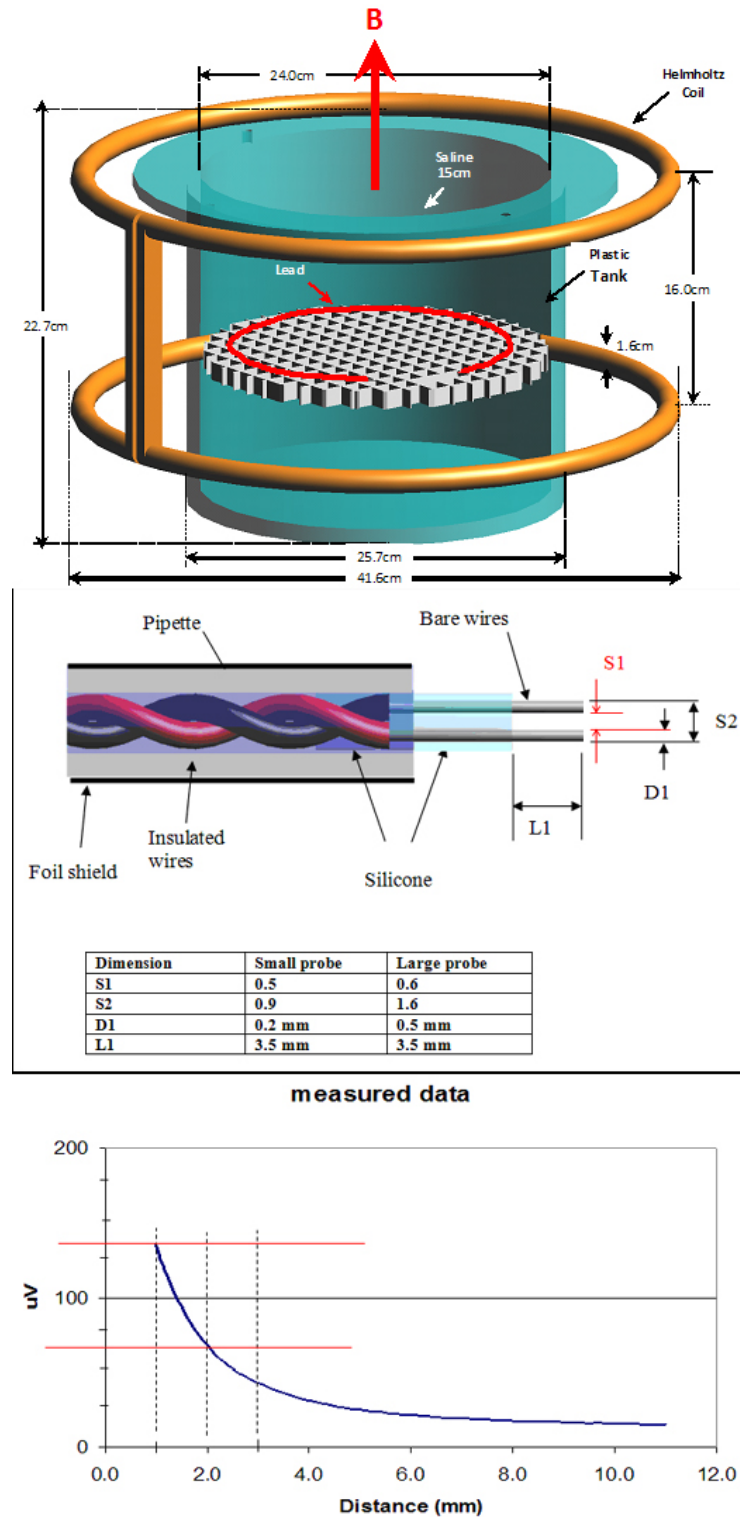 B
24.0cm
Helmholtz
Coil
Saline
15cm
Lead
Plastic
Tank
16.0cm
22.7cm
1.6cm
25.7cm
41.6cm
Pipette
Bare wires
S1
S2
D1
L1
Insulated
wires
Foil shield
Silicone
Dimension Small probe Large probe
S1 0.5 0.6
S2 0.9 1.6
D1 0.2 mm 0.5 mm
L1 3.5 mm 3.5 mm
measured data
200
100
0
uV
0.0 2.0 4.0 6.0 8.0 10.0 12.0
Distance (mm)